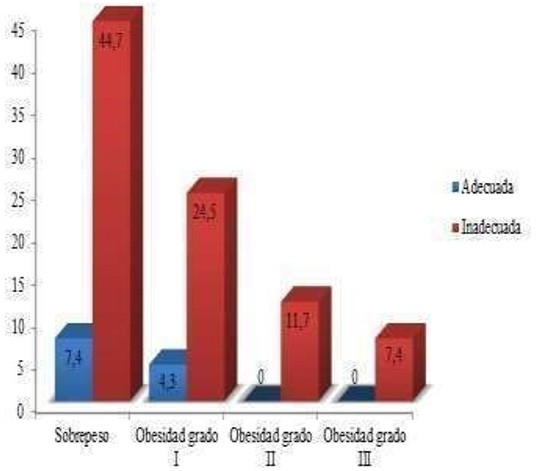 45
40
35
30
25
20
15
10
5
0
44,7
7,4
24,5
4,3
11,7
0
7,4
0
Adecuada
Inadecuada
Sobrepeso
Obesidad grado
I
Obesidad grado
II
Obesidad grado
III